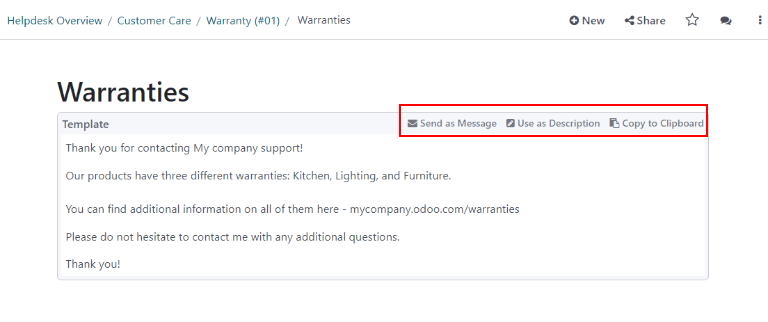 Helpdesk Overview / Customer Care / Warranty (#01) / Warranties
New Share
Warranties
Template Send as Message Use as Description Copy to Clipboard
Thank you for contacting My company support!
Our products have three different warranties: Kitchen, Lighting, and Furniture.
You can find additional information on all of them here - mycompany.odoo.com/warranties
Please do not hesitate to contact me with any additional questions.
Thank you!